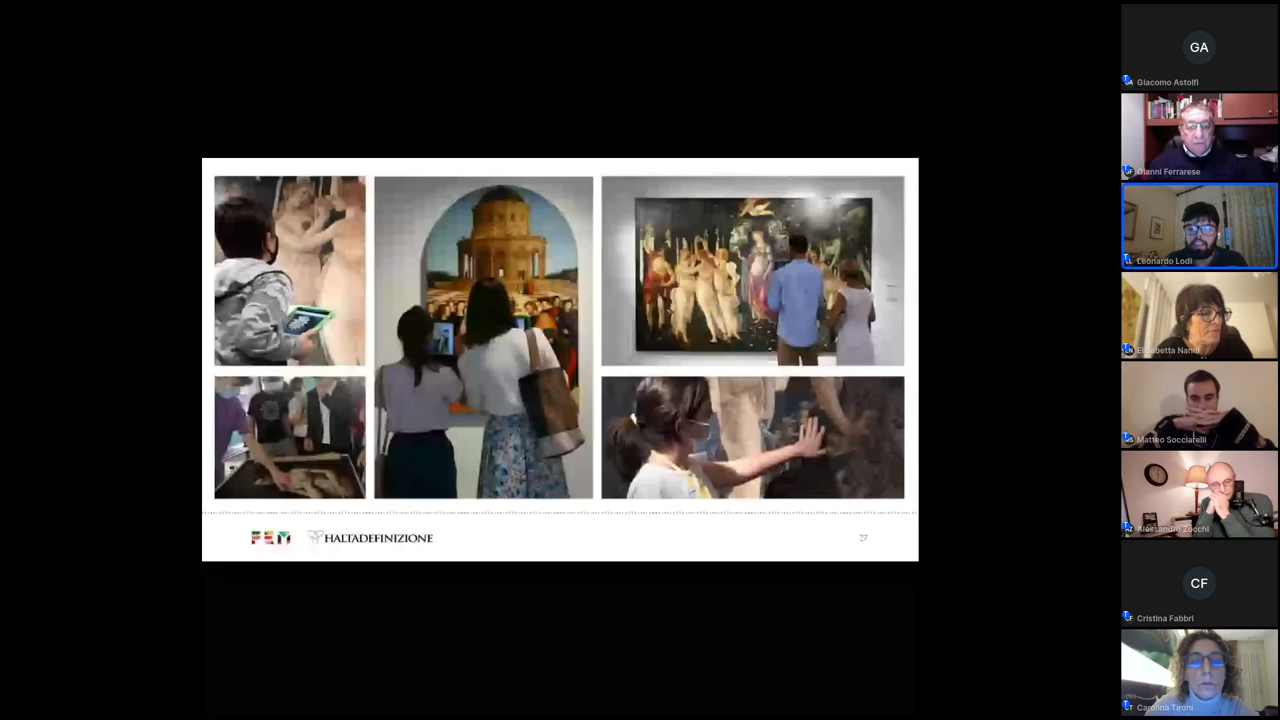 FEM HALTADEFINIZIONE
27
GA
Giacomo Astolfi
Gianni Ferrarese
Leonardo Lodi
Elisabetta Nanni
Matteo Socciarelli
Alessandro Zocchi
CF
Cristina Fabbri
Carolina Tironi